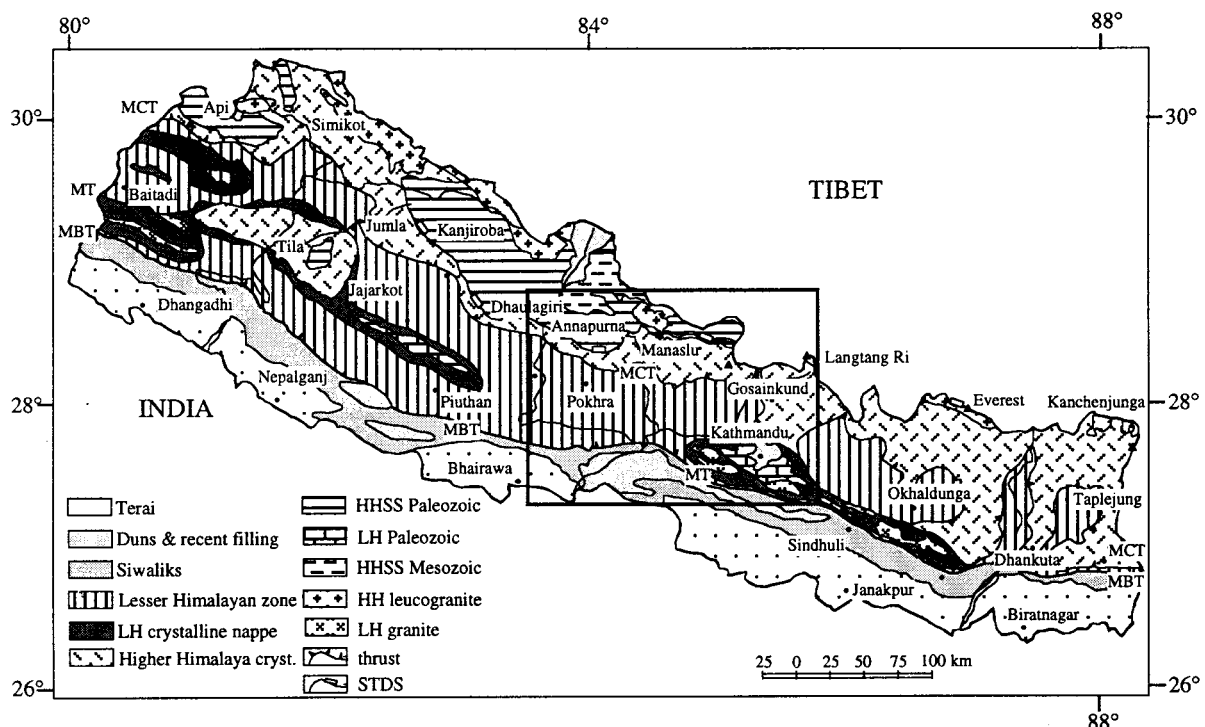 80°
84°
88°
MCT
Api
30°
30°
Simikot
MT
Baitadi
TIBET
MBT
Jumla
Kanjiroba
Tila
Dhangadhi
Jajarkot
Dhaulagiri
Annapurna
Manaslu
Langtang Ri
MCT
Nepalganj
Gosainkund
28°
INDIA
Piuthan
Pokhra
Everest
Kanchenjunga
28°
MBT
Kathmandu
Bhairawa
MT
Okhaldunga
Taplejung
Terai
HHSS Paleozoic
Duns & recent filling
LH Paleozoic
Sindhuli
Siwaliks
HHSS Mesozoic
Dhankuta
MCT
MBT
Lesser Himalayan zone
HH leucogranite
Janakpur
Biratnagar
LH crystalline nappe
LH granite
Higher Himalaya cryst.
thrust
25 0 25 50 75 100 km
STDS
26°
26°
88°